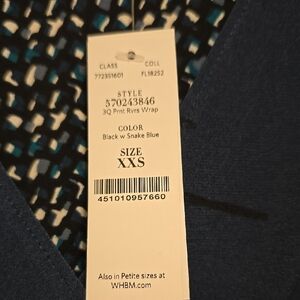 CLASS COLL
772351601 FL18252
STYLE
570243846
3Q Prnt Rvrs Wrap
COLOR
Black w Snake Blue
SIZE
XXS
451010957660
Also in Petite sizes at
WHBM.com